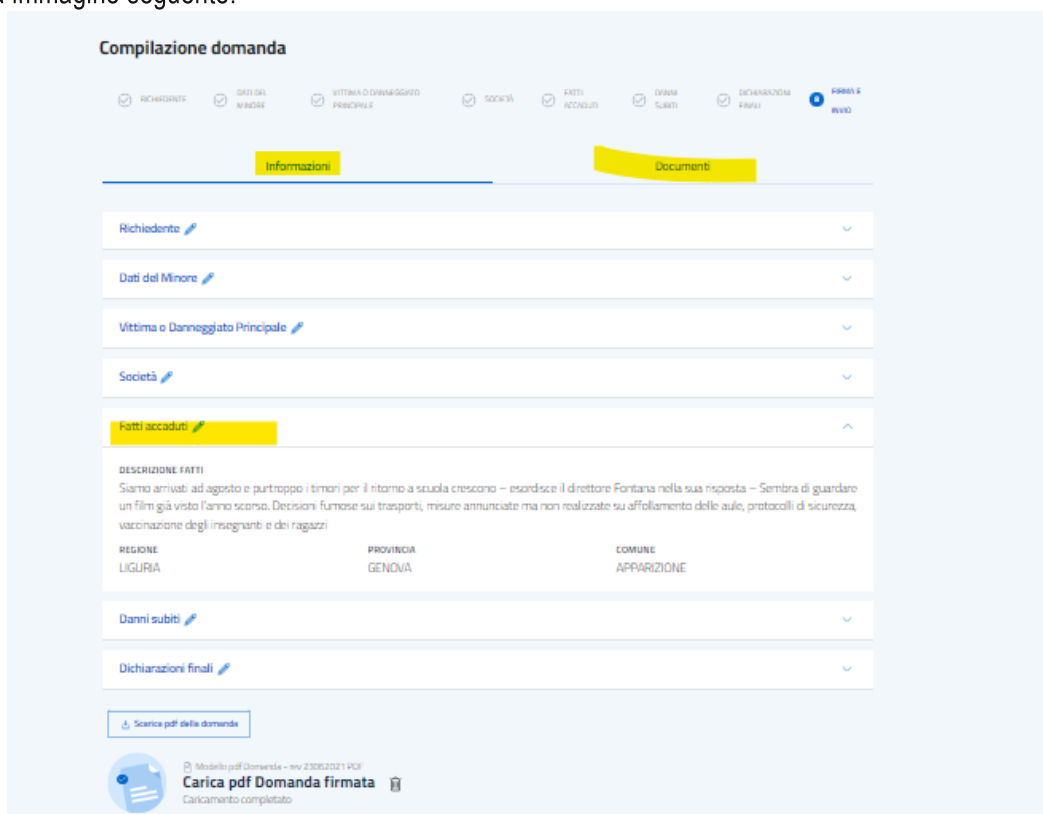 immagine seguente:
Compilazione domanda
RICHIEDENTE
DATI DEL
MINORE
VITTIMA O DANNEGGIATO
PRINCIPALE
SOCIETÀ
FATTI
ACCADUTI
DANNI
SUBITI
DICHIARAZIONI
FINALI
FIRMA E
INVIO
Informazioni
Documenti
Richiedente
Dati del Minore
Vittima o Danneggiato Principale
Società
Fatti accaduti
DESCRIZIONE FATTI
Siamo arrivati ad agosto e purtroppo i timori per il ritorno a scuola crescono – esordisce il direttore Fontana nella sua risposta – Sembra di guardare
un film già visto l'anno scorso. Decisioni fumose sui trasporti, misure annunciate ma non realizzate su affollamento delle aule, protocolli di sicurezza,
vaccinazione degli insegnanti e dei ragazzi
REGIONE
PROVINCIA
COMUNE
LIGURIA
GENOVA
APPARIZIONE
Danni subiti
Dichiarazioni finali
Scarica pdf della domanda
Modello pdf Domanda - rev 23062021 PDF
Carica pdf Domanda firmata
Caricamento completato